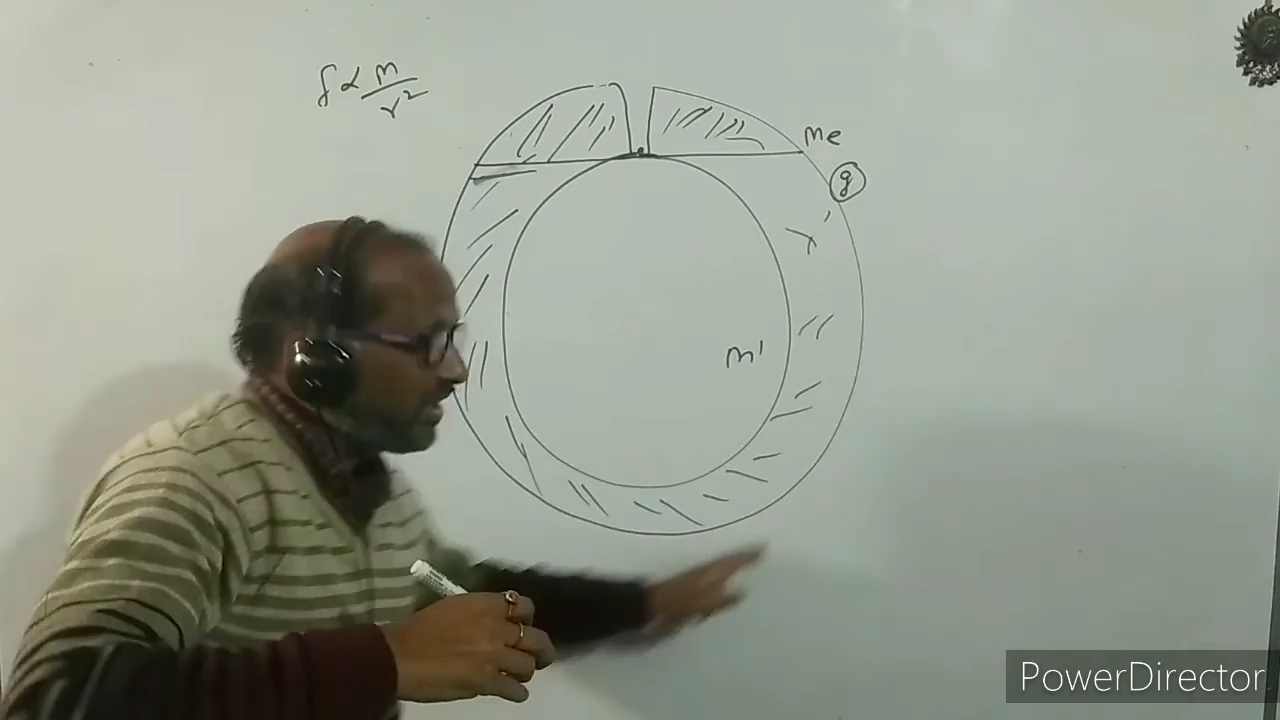 f ∝ m/r²
Me
g
r'
m'
PowerDirector